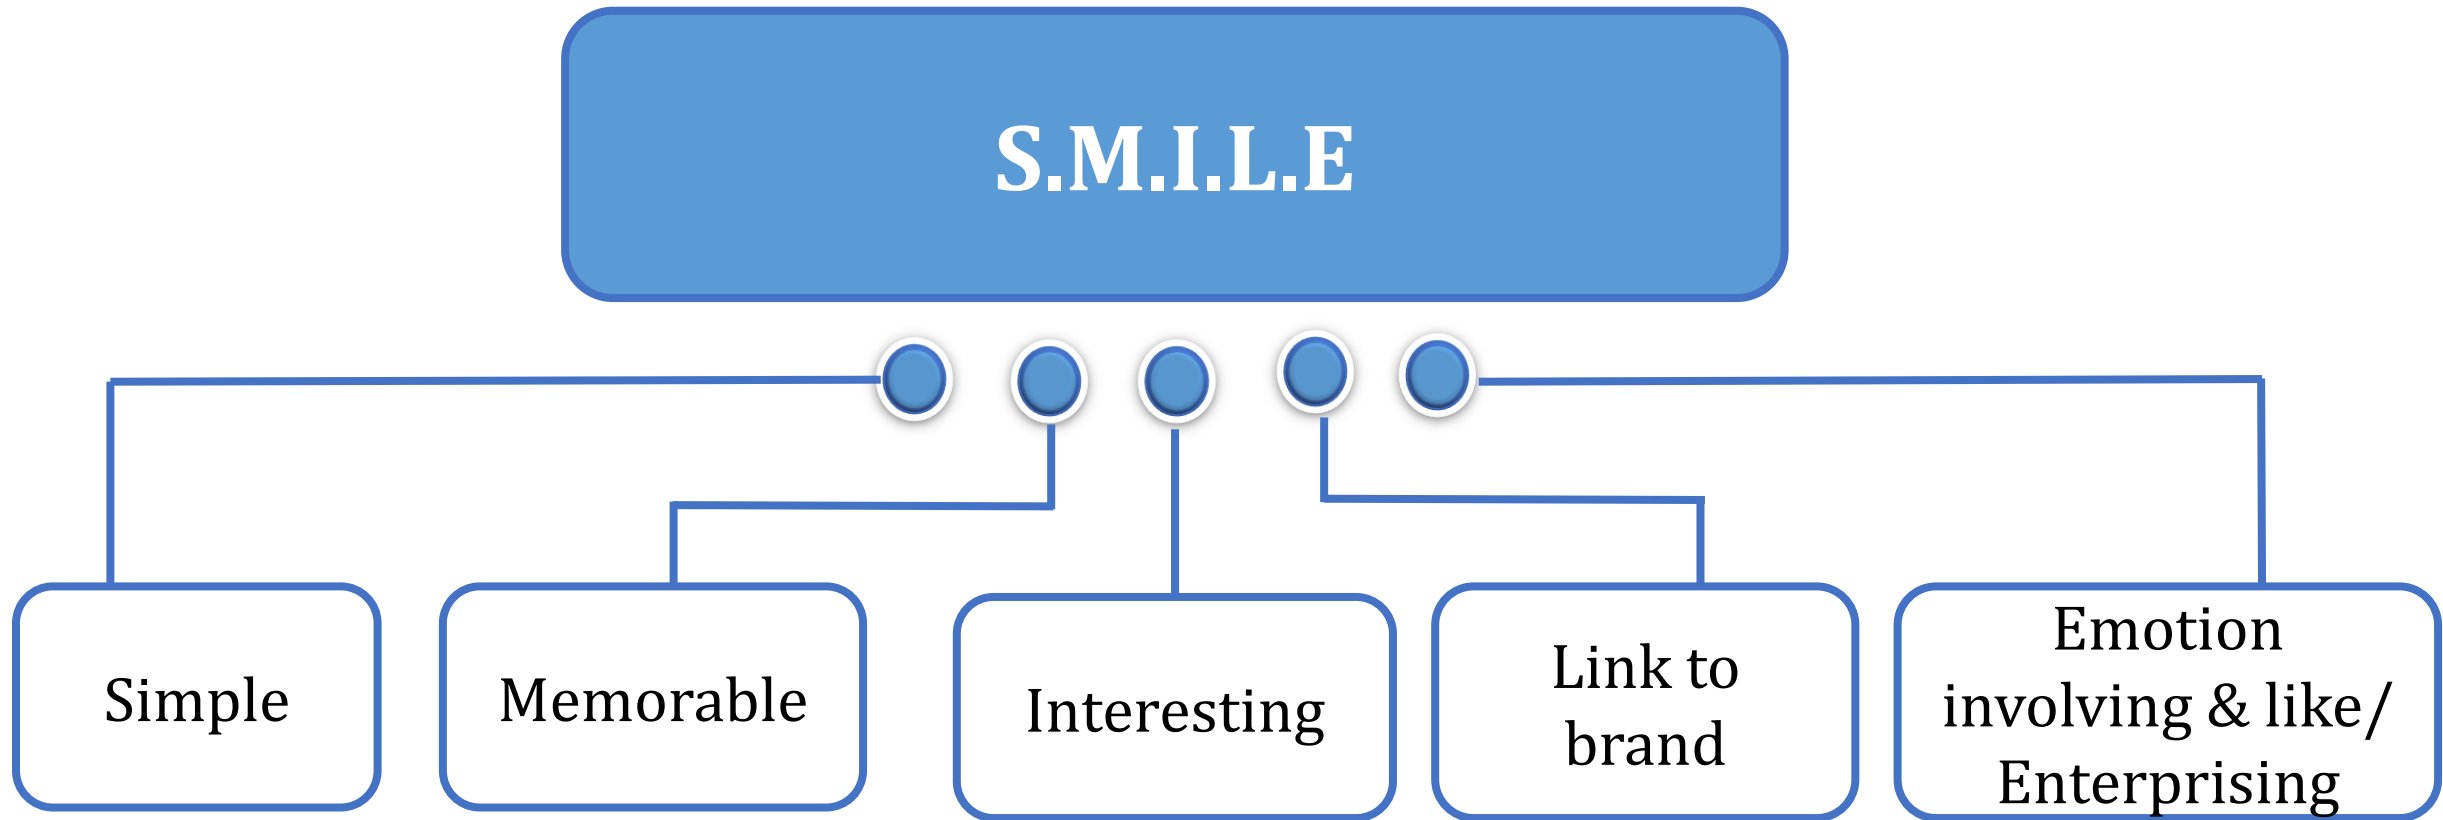 S.M.I.L.E
Simple
Memorable
Interesting
Link to
brand
Emotion
involving & like/
Enterprising